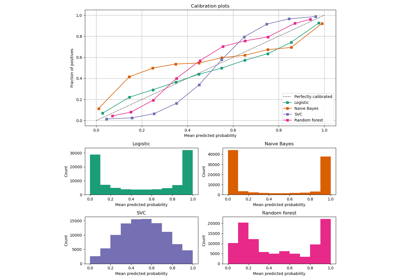 Calibration plots
1.0
0.8
0.6
0.4
0.2
0.0
Fraction of positives
Perfectly calibrated
Logistic
Naive Bayes
SVC
Random forest
0.0 0.2 0.4 0.6 0.8 1.0
Mean predicted probability
Logistic
30000
20000
10000
0
Count
0.0 0.2 0.4 0.6 0.8 1.0
Mean predicted probability
Naive Bayes
40000
30000
20000
10000
0
Count
0.0 0.2 0.4 0.6 0.8 1.0
Mean predicted probability
SVC
15000
10000
5000
0
Count
0.0 0.2 0.4 0.6 0.8 1.0
Mean predicted probability
Random forest
20000
15000
10000
5000
0
Count
0.0 0.2 0.4 0.6 0.8 1.0
Mean predicted probability